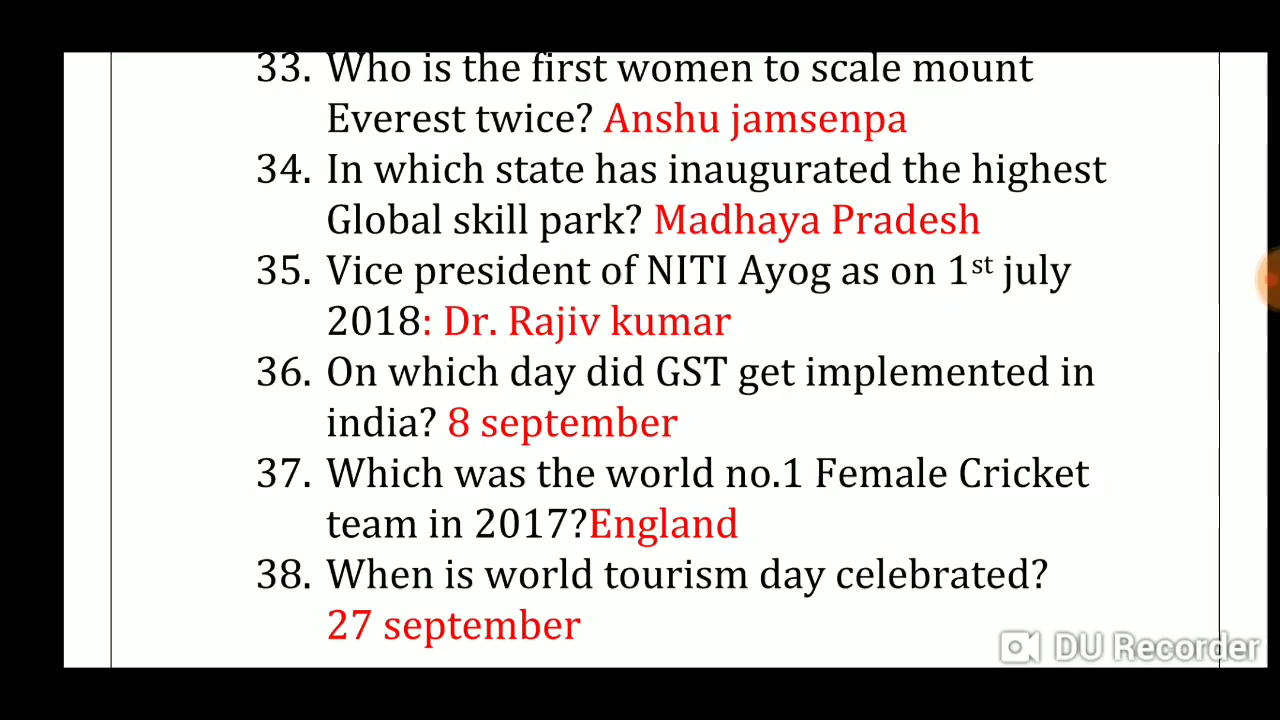 33. Who is the first women to scale mount
Everest twice? Anshu jamsenpa
34. In which state has inaugurated the highest
Global skill park? Madhaya Pradesh
35. Vice president of NITI Ayog as on 1st july
2018: Dr. Rajiv kumar
36. On which day did GST get implemented in
india? 8 september
37. Which was the world no.1 Female Cricket
team in 2017?England
38. When is world tourism day celebrated?
27 september
DU Recorder